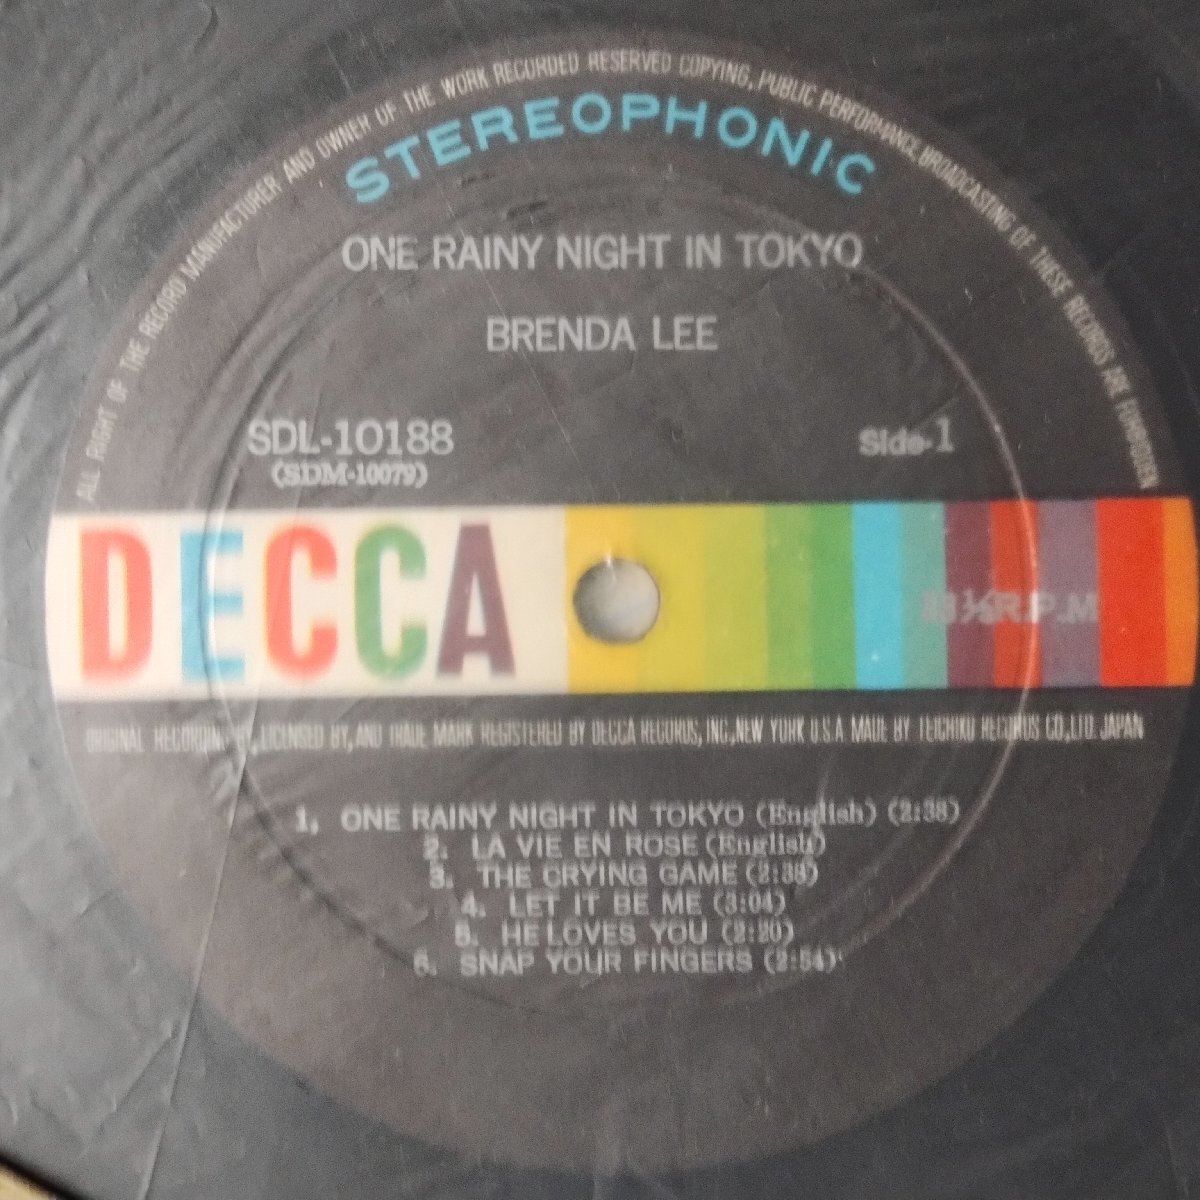 ALL RIGHT OF THE RECORD MANUFACTURER AND OWNER OF THE WORK RECORDED RESERVED COPYING, PUBLIC PERFORMANCE, BROADCASTING OF THESE RECORDS ARE FORBIDDEN
STEREOPHONIC
ONE RAINY NIGHT IN TOKYO
BRENDA LEE
SDL-10188 Side-1
(SDM-10079)
DECCA 33 ⅓ R.P.M
ORIGINAL RECORDING BY, LICENSED BY, AND TRADE MARK REGISTERED BY DECCA RECORDS, INC., NEW YORK U.S.A MADE BY TEICHIKU RECORDS CO., LTD. JAPAN
1, ONE RAINY NIGHT IN TOKYO (English) (2:38)
2. LA VIE EN ROSE (English)
3. THE CRYING GAME (2:38)
4. LET IT BE ME (3:04)
5. HE LOVES YOU (2:20)
6. SNAP YOUR FINGERS (2:54)